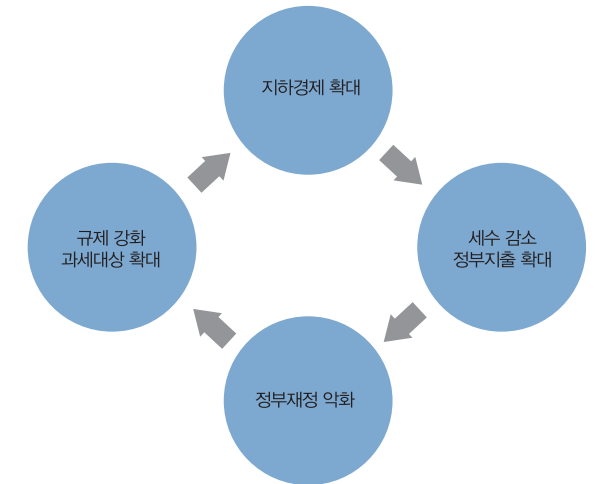 지하경제 확대
규제 강화
과세대상 확대
세수 감소
정부지출 확대
정부재정 악화